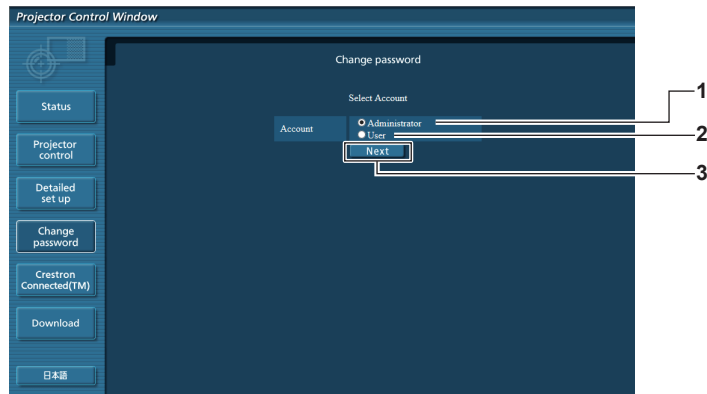 Projector Control Window
Change password
Select Account
Account
Administrator
User
Next
Status
Projector
control
Detailed
set up
Change
password
Crestron
Connected(TM)
Download
日本語
1
2
3